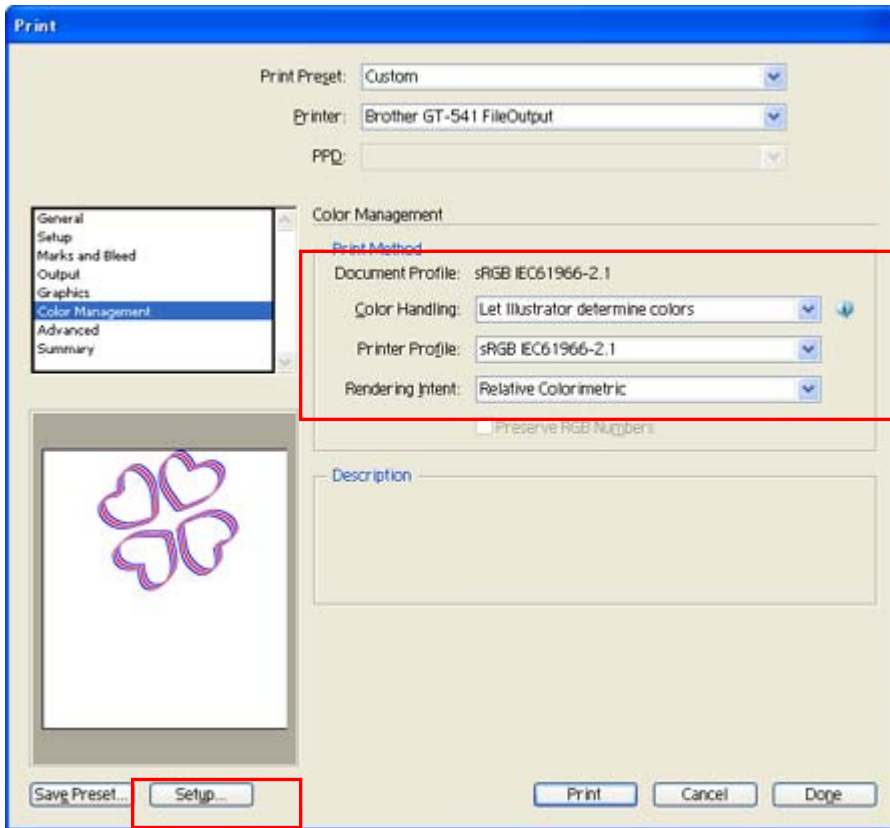 Print
Print Preset: Custom
Printer: Brother GT-541 FileOutput
PPD:
General
Setup
Marks and Bleed
Output
Graphics
Color Management
Advanced
Summary
Color Management
Print Method
Document Profile: sRGB IEC61966-2.1
Color Handling: Let Illustrator determine colors
Printer Profile: sRGB IEC61966-2.1
Rendering Intent: Relative Colorimetric
Preserve RGB Numbers
Description
Save Preset... Setup... Print Cancel Done